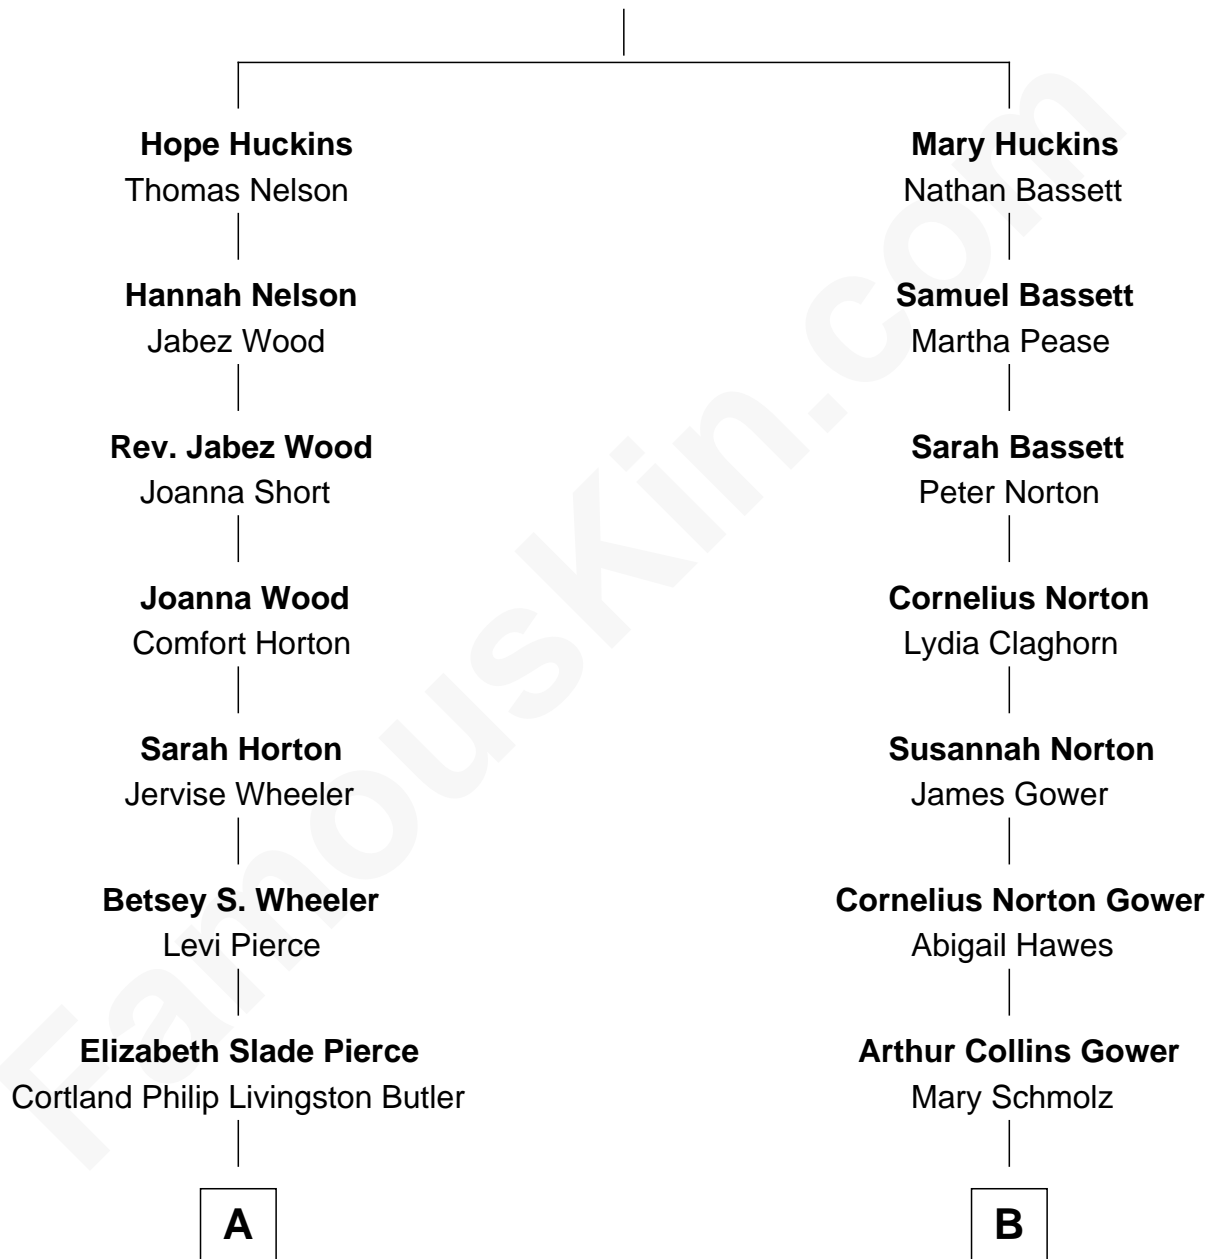 Hope Huckins
Thomas Nelson
Hannah Nelson
Jabez Wood
Rev. Jabez Wood
Joanna Short
Joanna Wood
Comfort Horton
Sarah Horton
Jervise Wheeler
Betsey S. Wheeler
Levi Pierce
Elizabeth Slade Pierce
Cortland Philip Livingston Butler
A
Mary Huckins
Nathan Bassett
Samuel Bassett
Martha Pease
Sarah Bassett
Peter Norton
Cornelius Norton
Lydia Claghorn
Susannah Norton
James Gower
Cornelius Norton Gower
Abigail Hawes
Arthur Collins Gower
Mary Schmolz
B
FamousKin.com